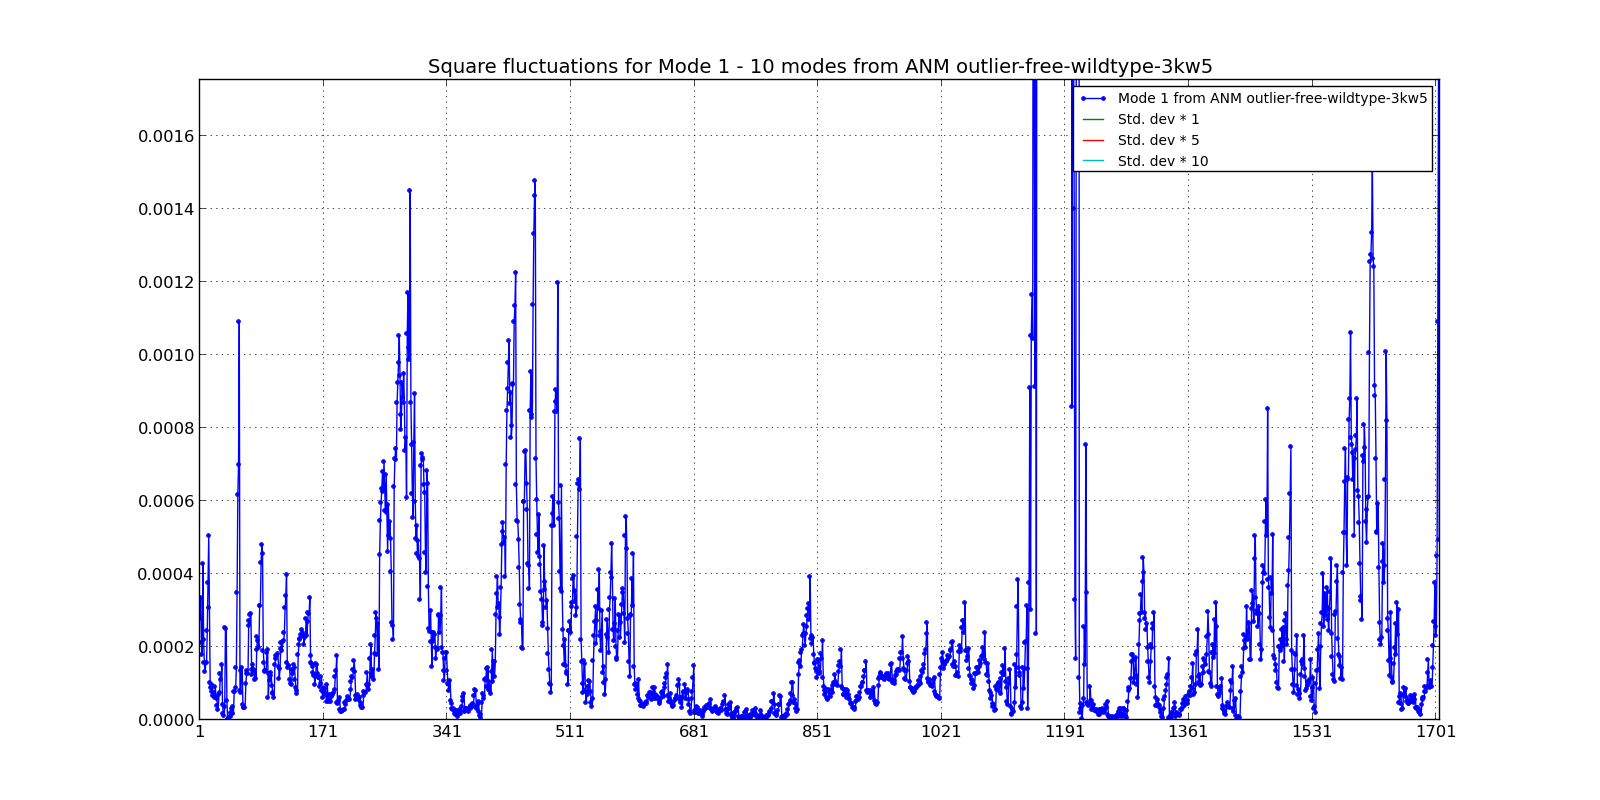 Square fluctuations for Mode 1 - 10 modes from ANM outlier-free-wildtype-3kw5
Mode 1 from ANM outlier-free-wildtype-3kw5
Std. dev * 1
Std. dev * 5
Std. dev * 10
0.0016
0.0014
0.0012
0.0010
0.0008
0.0006
0.0004
0.0002
0.0000
1 171 341 511 681 851 1021 1191 1361 1531 1701